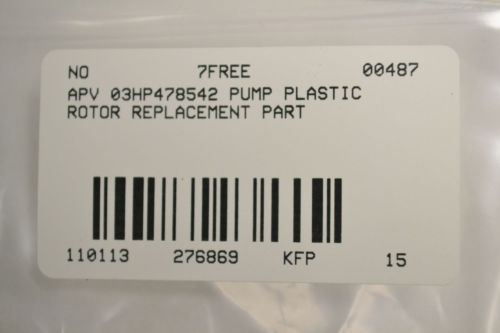 NO 7FREE 00487
APV 03HP478542 PUMP PLASTIC
ROTOR REPLACEMENT PART
110113 276869 KFP 15